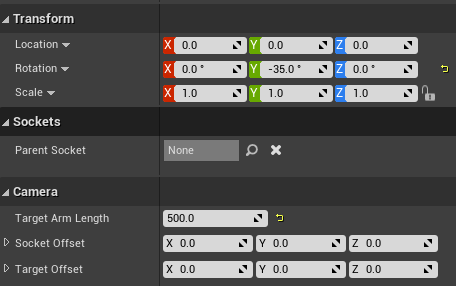 Transform
Location X 0.0 Y 0.0 Z 0.0
Rotation X 0.0 ° Y -35.0 ° Z 0.0 °
Scale X 1.0 Y 1.0 Z 1.0
Sockets
Parent Socket None
Camera
Target Arm Length 500.0
Socket Offset X 0.0 Y 0.0 Z 0.0
Target Offset X 0.0 Y 0.0 Z 0.0